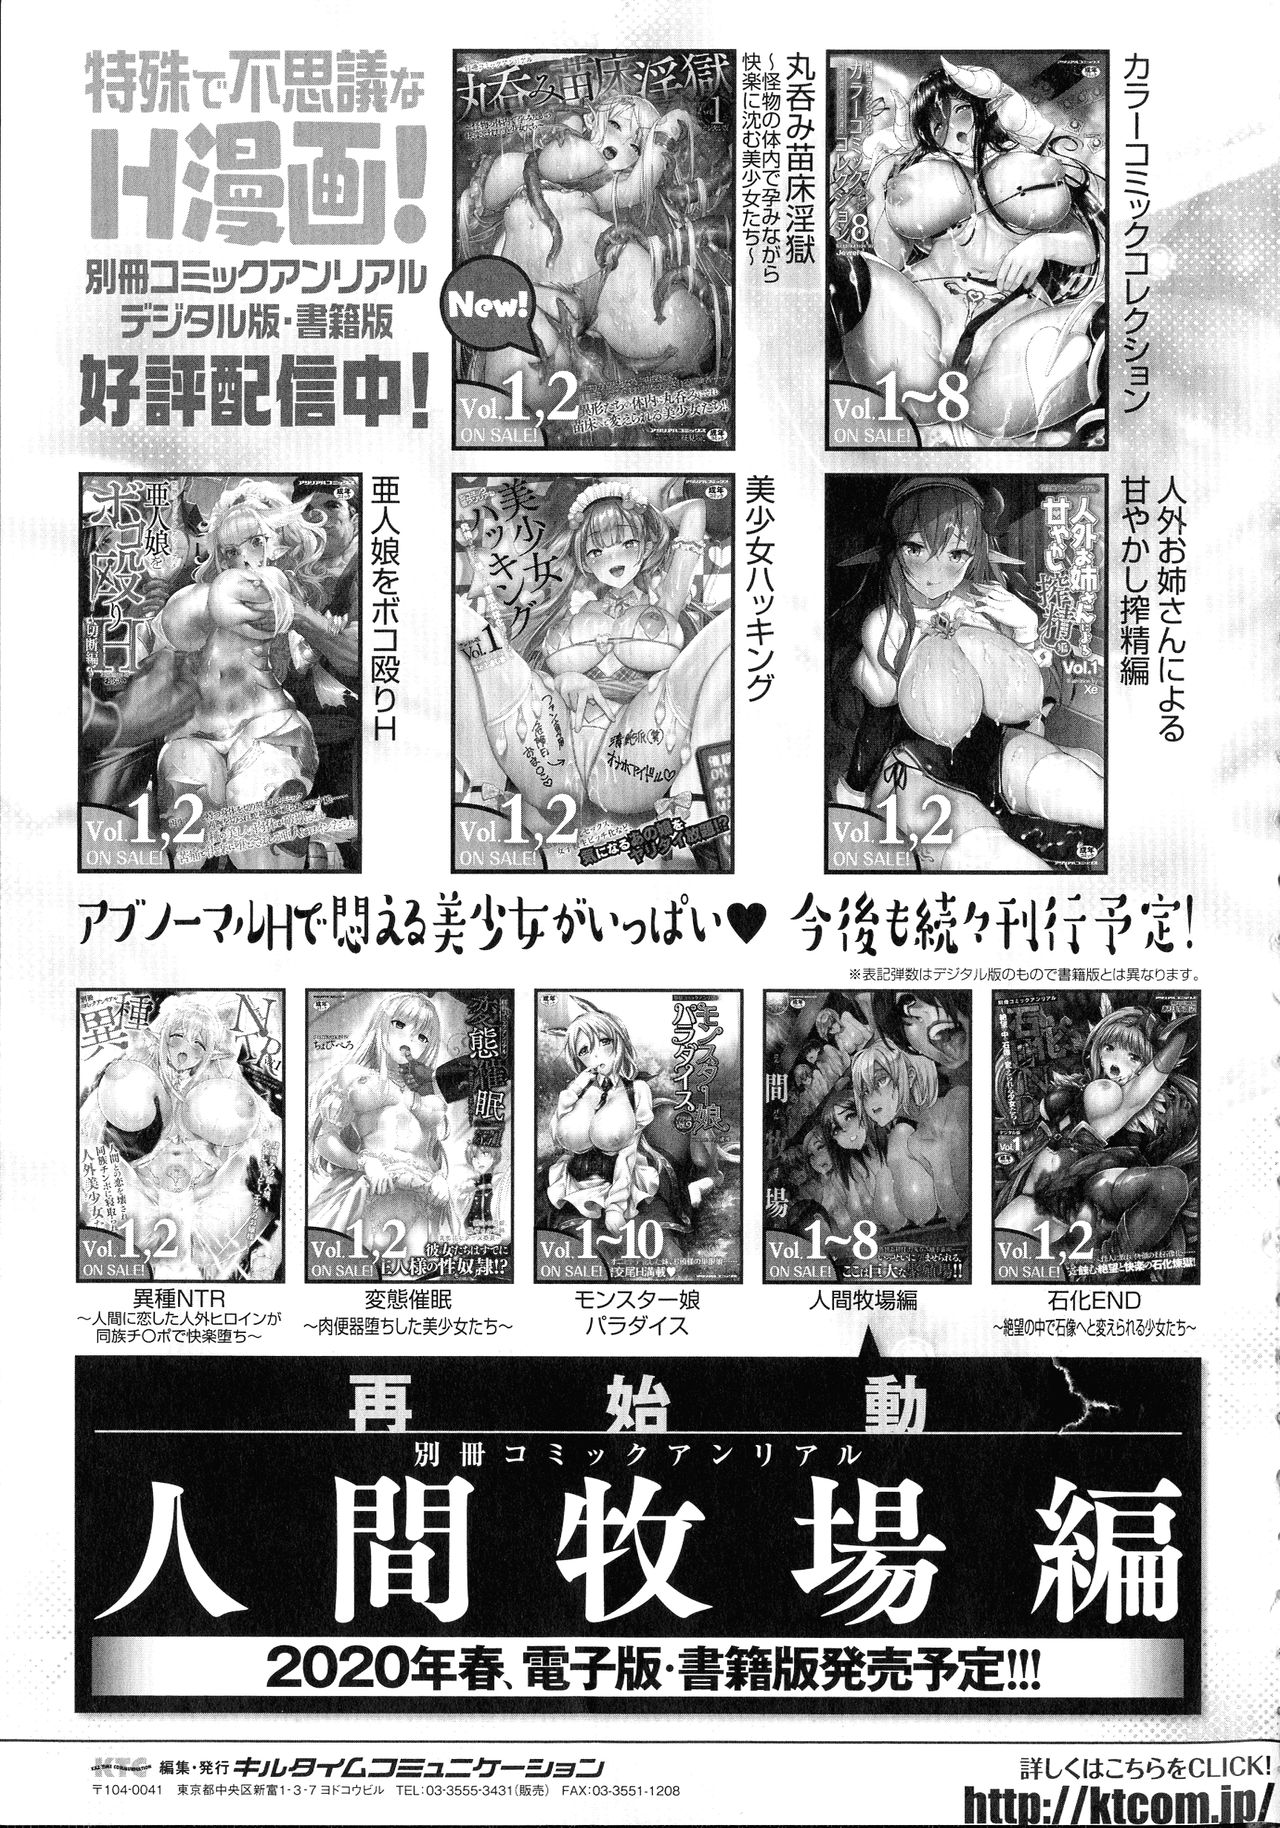 特殊で不思議な
H漫画!
別冊コミックアンリアル
デジタル版・書籍版
好評配信中!
カラーコミックコレクション
Vol. 1~8
ON SALE!
丸呑み苗床淫獄
~怪物の体内で孕みながら
快楽に沈む美少女たち~
New!
Vol. 1,2
ON SALE!
人外お姉さんによる
甘やかし搾精編
Vol.1
Vol. 1,2
ON SALE!
美少女ハッキング
Vol.1
Vol. 1,2
ON SALE!
亜人娘をボコ殴りH
Vol. 1,2
ON SALE!
アブノーマルHで悶える美少女がいっぱい♥ 今後も続々刊行予定!
※表記弾数はデジタル版のもので書籍版とは異なります。
Vol. 1,2
ON SALE!
異種NTR
~人間に恋した人外ヒロインが
同族チ○ポで快楽堕ち~
Vol. 1,2
ON SALE!
変態催眠
~肉便器堕ちした美少女たち~
Vol. 1~10
ON SALE!
モンスター娘
パラダイス
Vol. 1~8
ON SALE!
人間牧場編
Vol. 1,2
ON SALE!
石化END
~絶望の中で石像へと変えられる少女たち~
再始動
別冊コミックアンリアル
人間牧場編
2020年春、電子版・書籍版発売予定!!!
KTC 編集・発行 キルタイムコミュニケーション
〒104-0041 東京都中央区新富1-3-7 ヨドコウビル TEL:03-3555-3431(販売) FAX:03-3551-1208
詳しくはこちらをCLICK!
http://ktcom.jp/